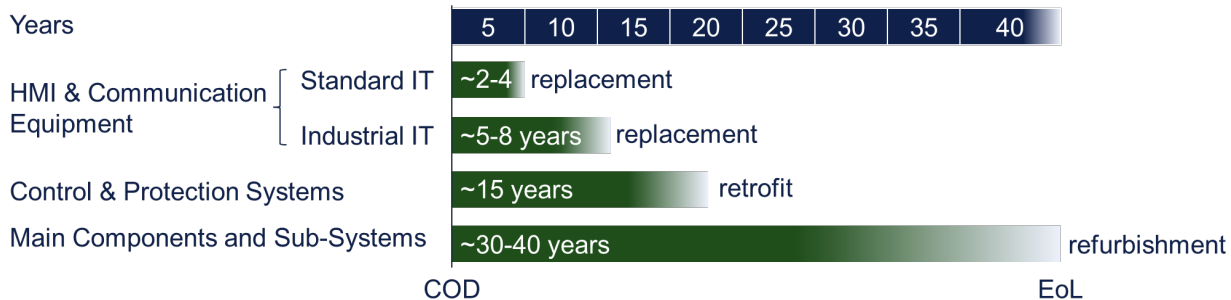 Years 5 10 15 20 25 30 35 40
HMI & Communication
Equipment
Standard IT ~2-4 replacement
Industrial IT ~5-8 years replacement
Control & Protection Systems ~15 years retrofit
Main Components and Sub-Systems ~30-40 years refurbishment
COD EoL